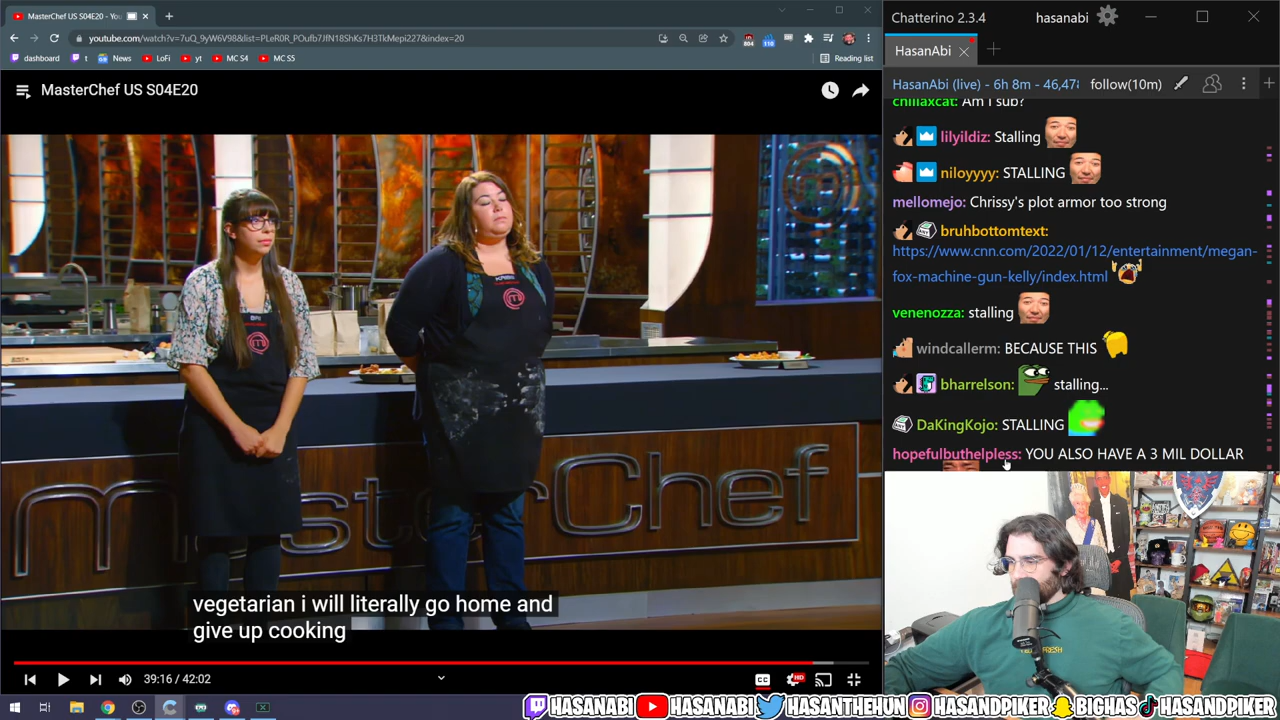 MasterChef US S04E20 - You
youtube.com/watch?v=7uQ_9yW6V98&list=PLeR0R_POufb7JfN18ShKs7H3TkMepi227&index=20
dashboard
t
News
LoFi
yt
MC S4
MC S5
Reading list
MasterChef US S04E20
masterChef
vegetarian i will literally go home and
give up cooking
39:16 / 42:02
CC
HD
Chatterino 2.3.4
hasanabi
HasanAbi
HasanAbi (live) - 6h 8m - 46,47
follow(10m)
chillaxcat: Am I sub?
lilyildiz: Stalling
niloyyyy: STALLING
mellomejo: Chrissy's plot armor too strong
bruhbottomtext:
https://www.cnn.com/2022/01/12/entertainment/megan-
fox-machine-gun-kelly/index.html
venenozza: stalling
windcallerm: BECAUSE THIS
bharrelson: stalling...
DaKingKojo: STALLING
hopefulbuthelpless: YOU ALSO HAVE A 3 MIL DOLLAR
HASANABI
HASANABI
HASANTHEHUN
HASANDPIKER
BIGHAS
HASANDPIKER